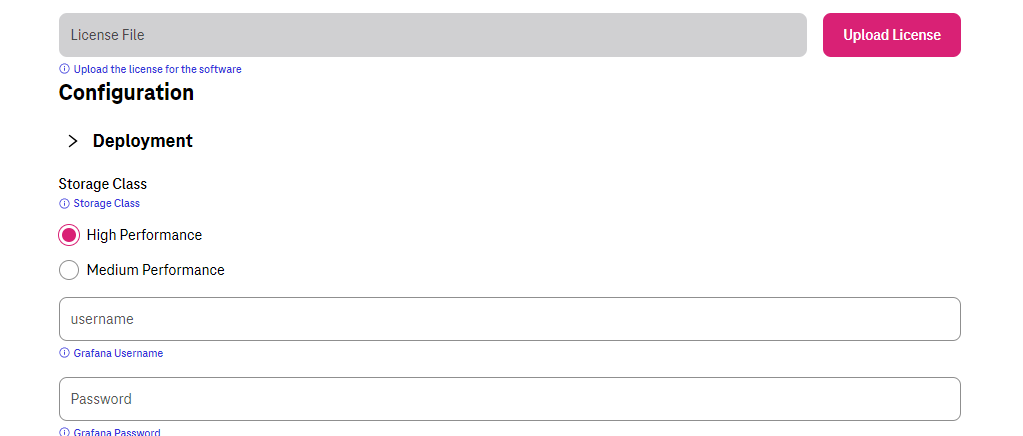 License File
Upload License
Upload the license for the software
Configuration
Deployment
Storage Class
Storage Class
High Performance
Medium Performance
username
Grafana Username
Password
Grafana Password